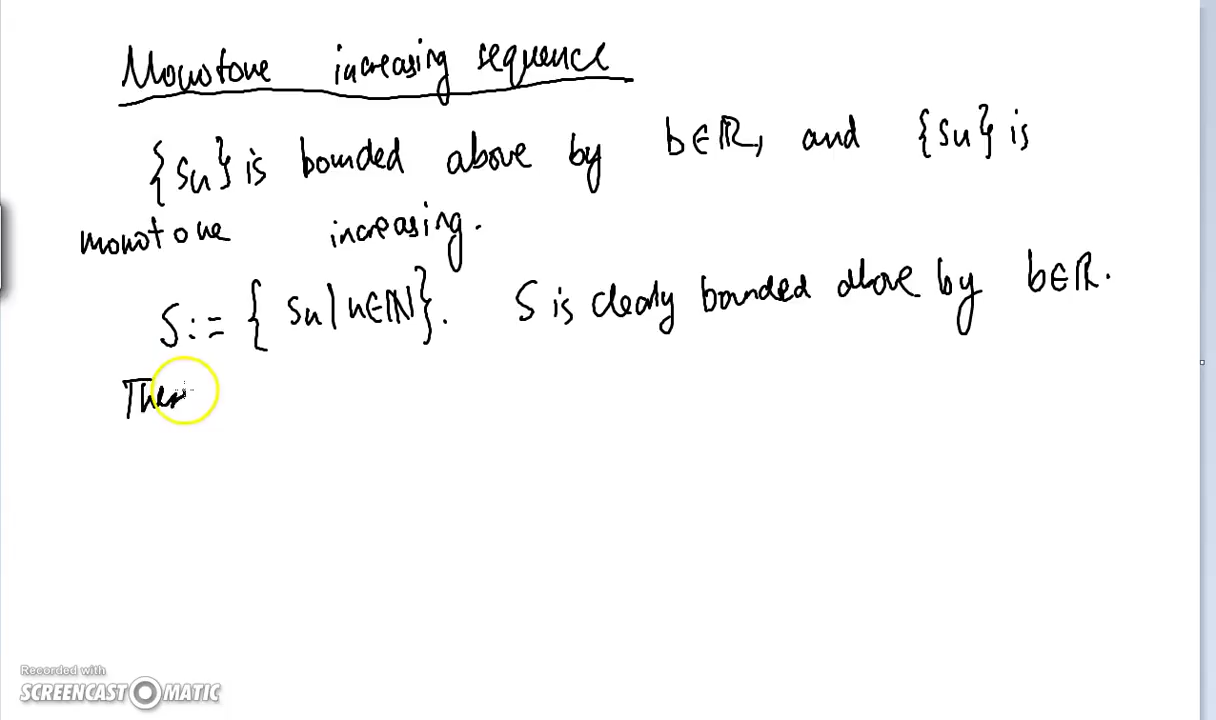 Monotone increasing sequence
{Sn} is bounded above by b∈ℝ, and {Sn} is
monotone increasing.
S:= { Sn | n∈ℕ}. S is clearly bounded above by b∈ℝ.
Then
Recorded with
SCREENCAST O MATIC